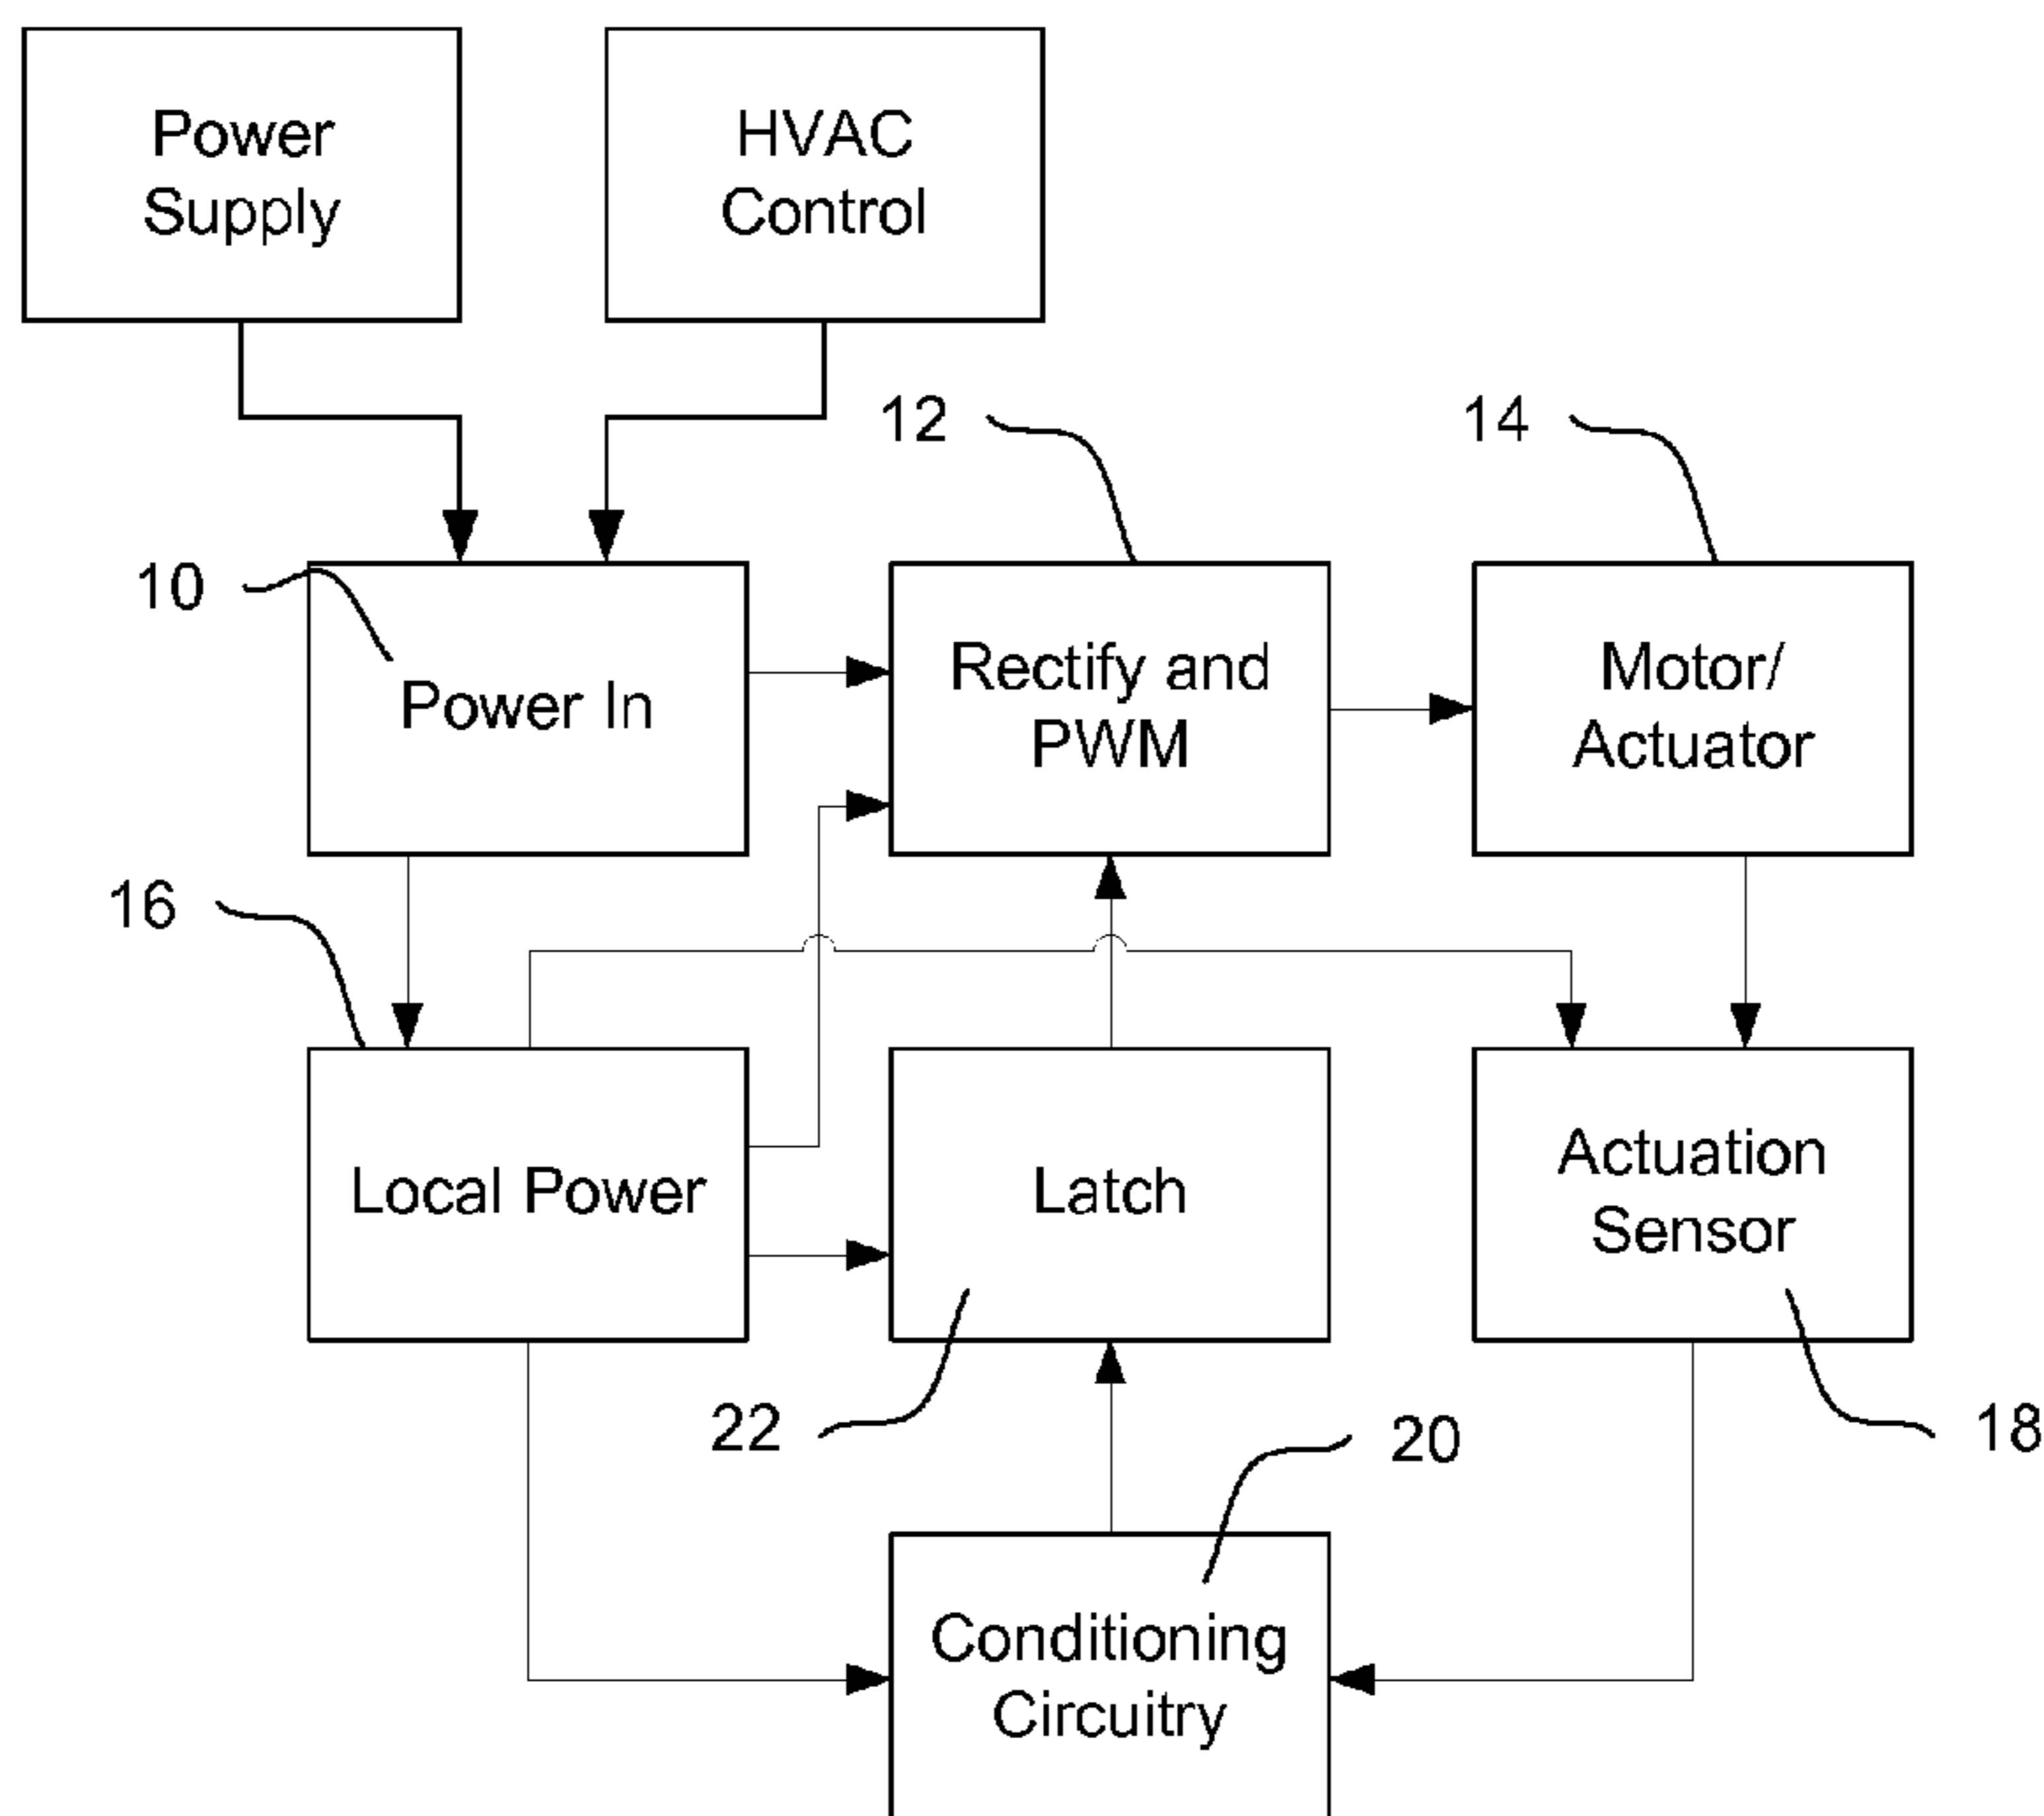 Power
Supply
HVAC
Control
12
14
10
Power In
Rectify and
PWM
Motor/
Actuator
16
Local Power
Latch
Actuation
Sensor
22
20
18
Conditioning
Circuitry